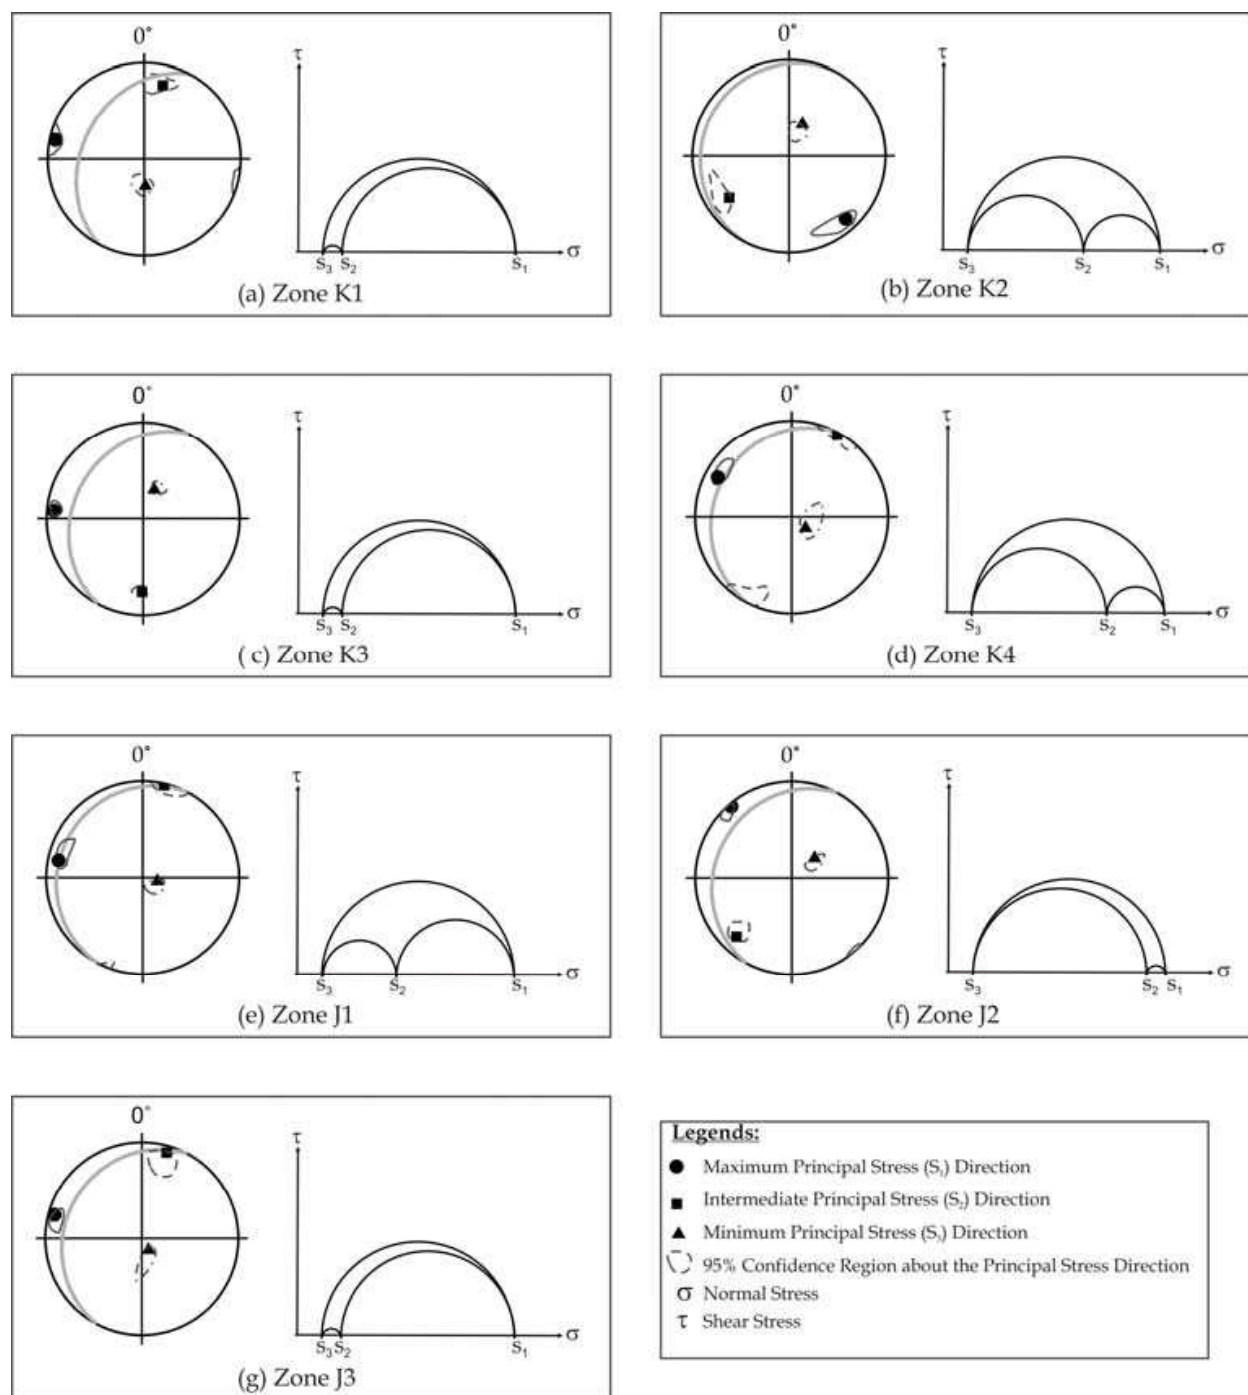 0°
τ
σ
S₃ S₂
S₁
(a) Zone K1
0°
τ
σ
S₃
S₂
S₁
(b) Zone K2
0°
τ
σ
S₃ S₂
S₁
( c) Zone K3
0°
τ
σ
S₃
S₂
S₁
(d) Zone K4
0°
τ
σ
S₃
S₂
S₁
(e) Zone J1
0°
τ
σ
S₃
S₂ S₁
(f) Zone J2
0°
τ
σ
S₃S₂
S₁
(g) Zone J3
Legends:
Maximum Principal Stress (S₁) Direction
Intermediate Principal Stress (S₂) Direction
Minimum Principal Stress (S₃) Direction
95% Confidence Region about the Principal Stress Direction
σ Normal Stress
τ Shear Stress